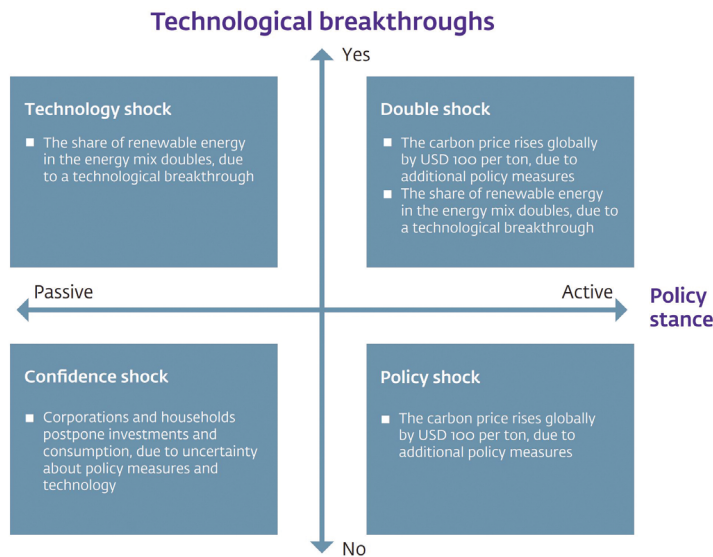 Technological breakthroughs
Yes
Technology shock
■ The share of renewable energy
in the energy mix doubles, due
to a technological breakthrough
Double shock
■ The carbon price rises globally
by USD 100 per ton, due to
additional policy measures
■ The share of renewable energy
in the energy mix doubles, due to
a technological breakthrough
Passive
Active
Policy
stance
Confidence shock
■ Corporations and households
postpone investments and
consumption, due to uncertainty
about policy measures and
technology
Policy shock
■ The carbon price rises globally
by USD 100 per ton, due to
additional policy measures
No